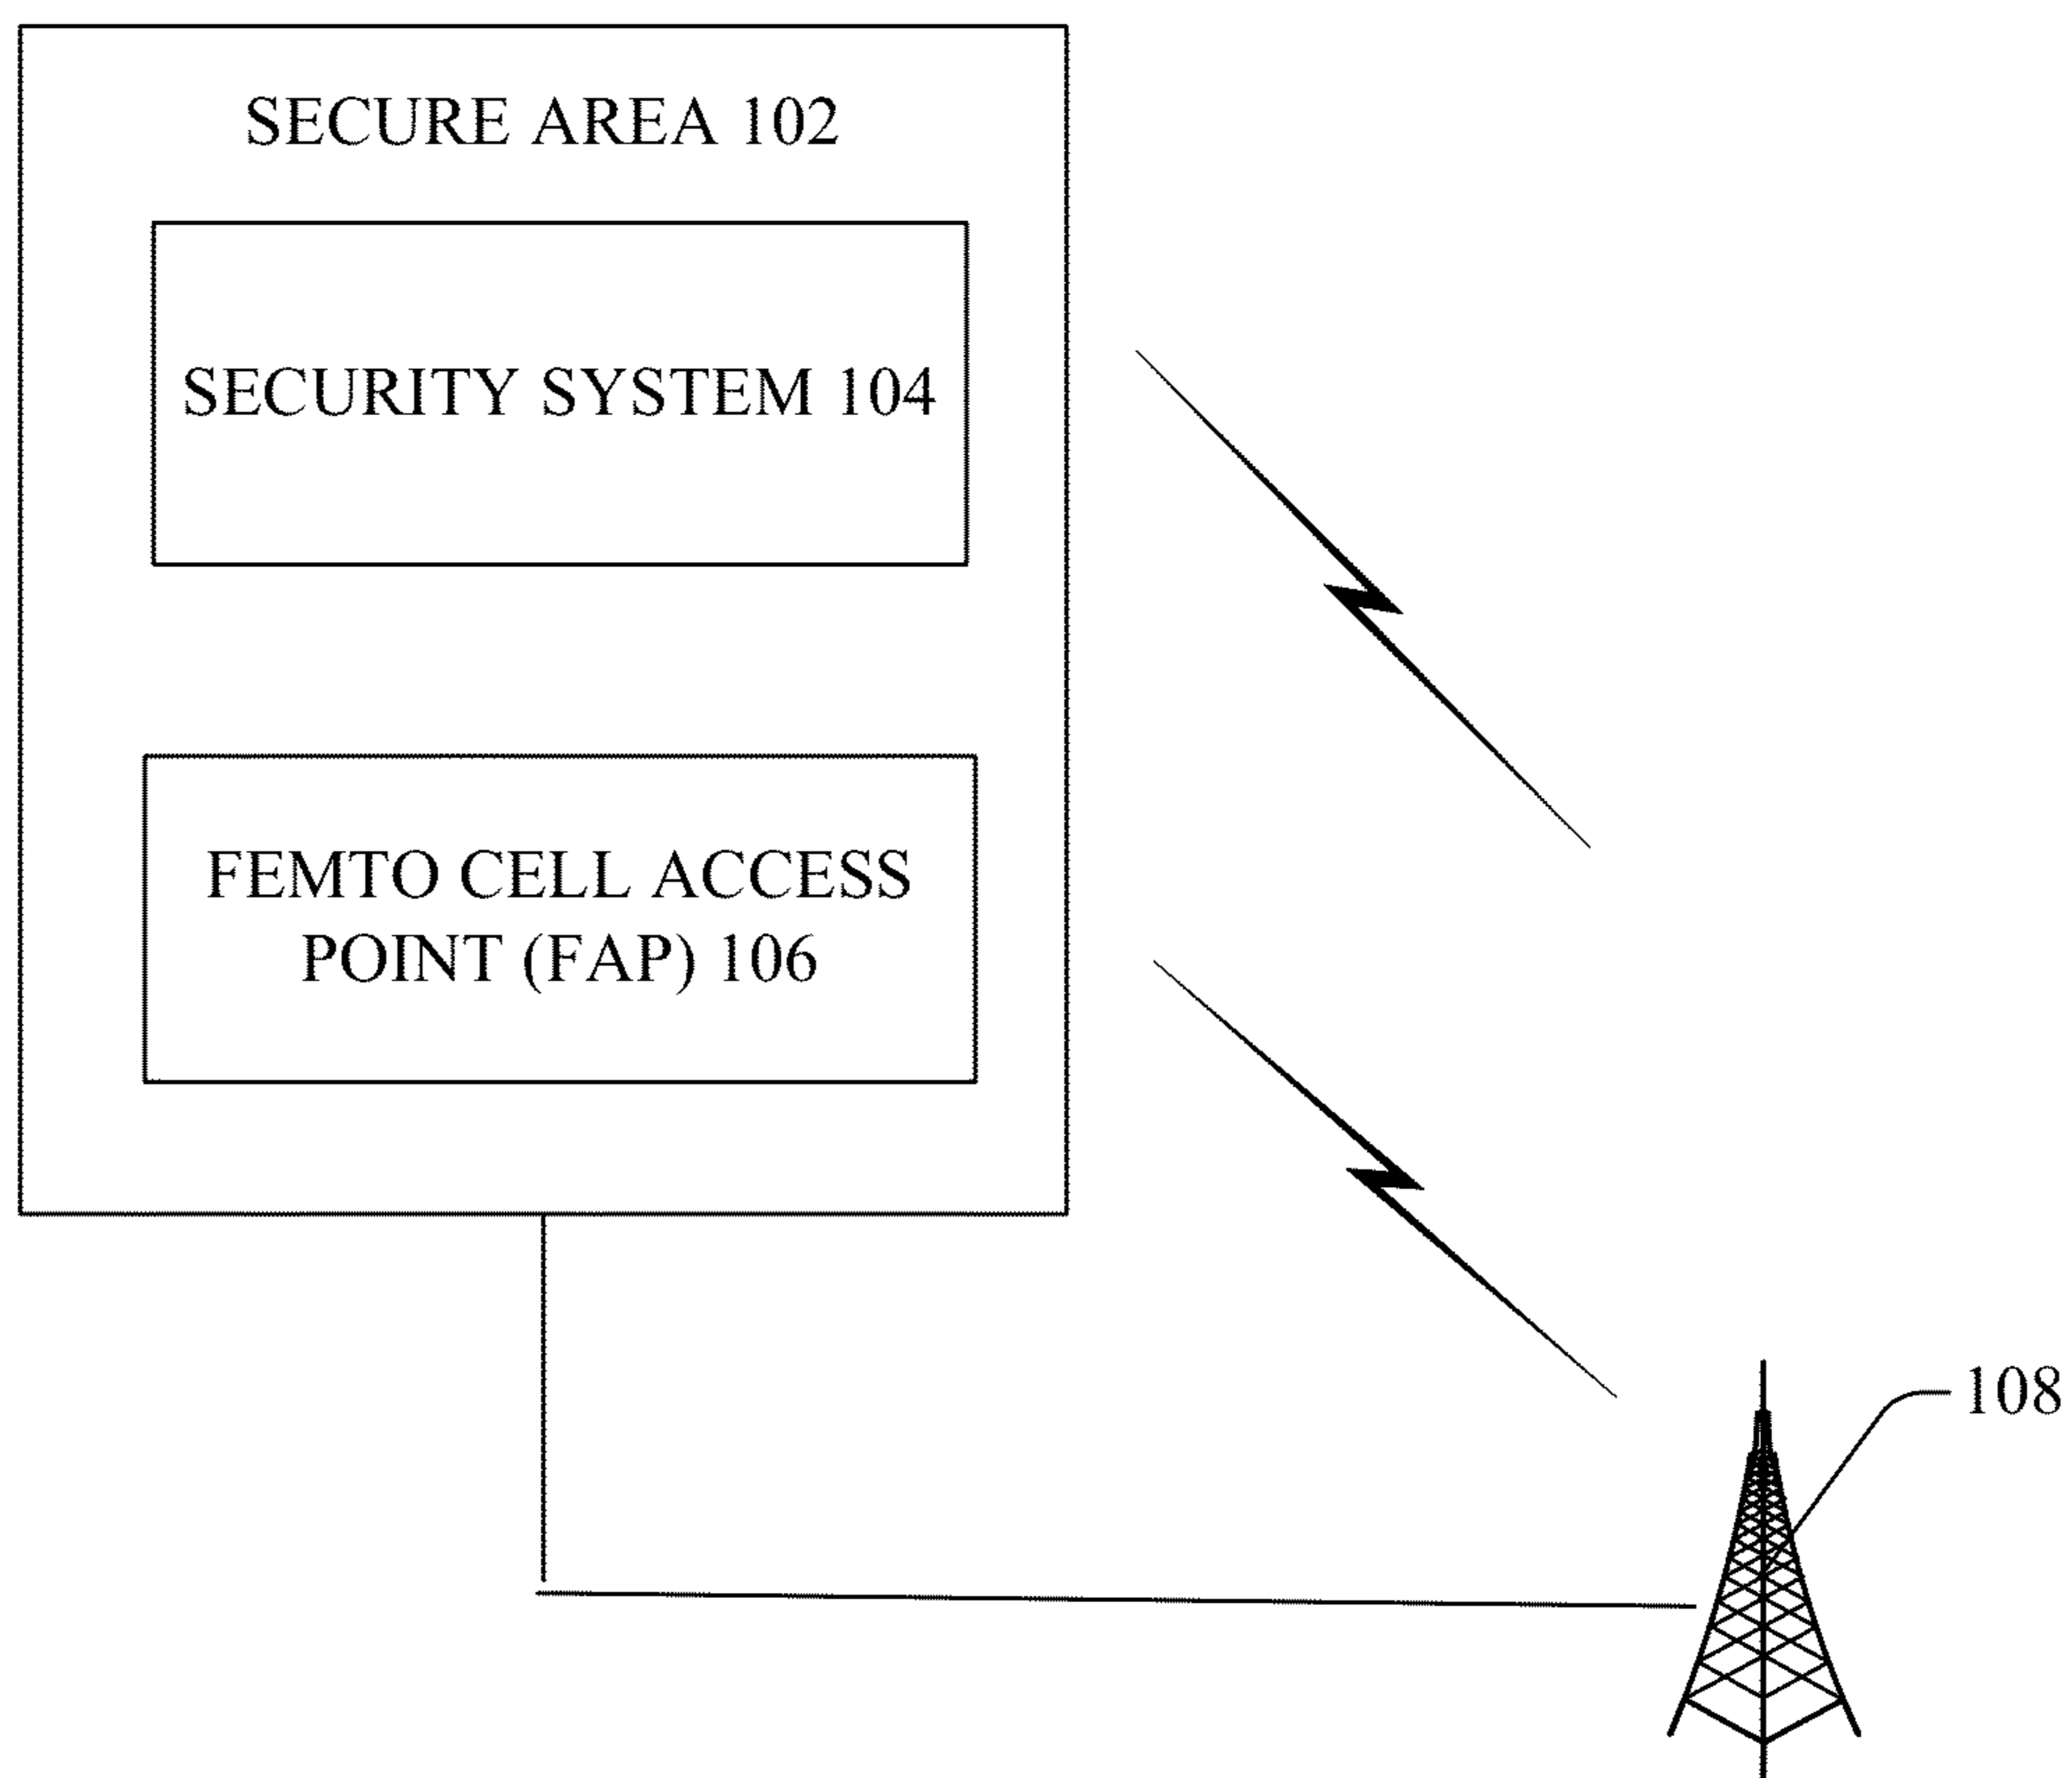 SECURE AREA 102
SECURITY SYSTEM 104
FEMTO CELL ACCESS
POINT (FAP) 106
108